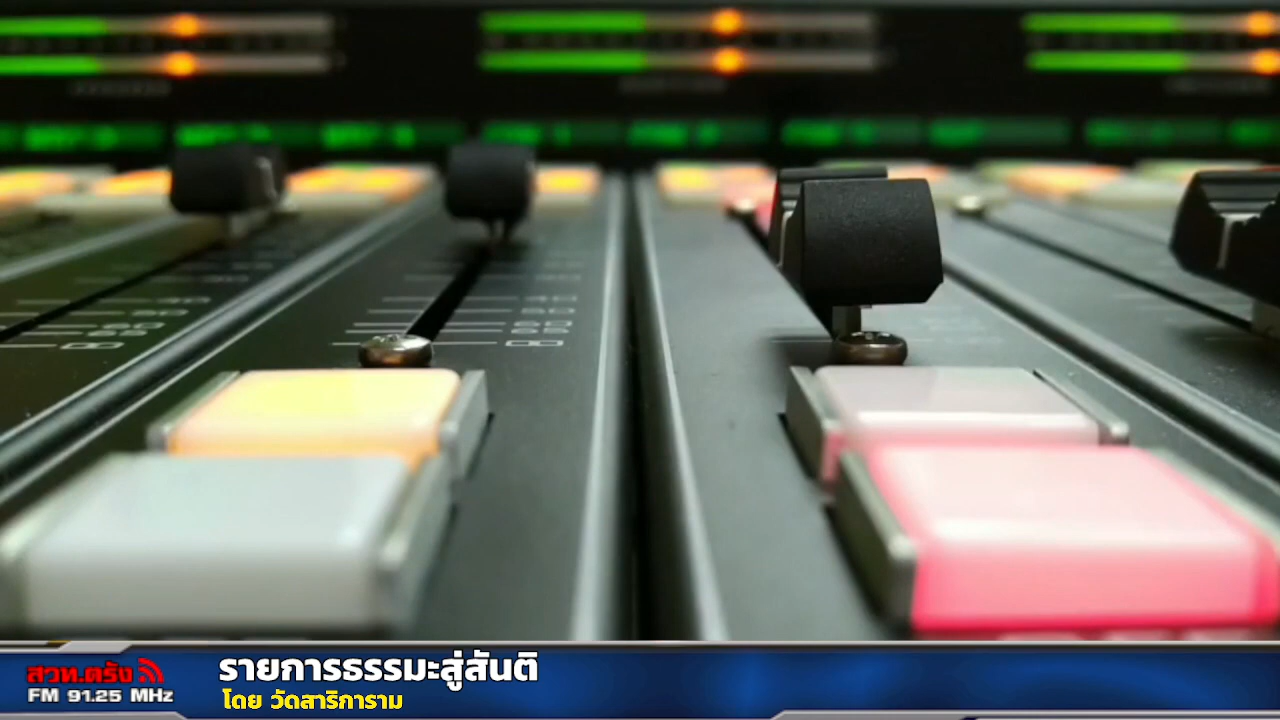 สวท.ตรัง
FM 91.25 MHz
รายการธรรมะสู่สันติ
โดย วัดสาริการาม